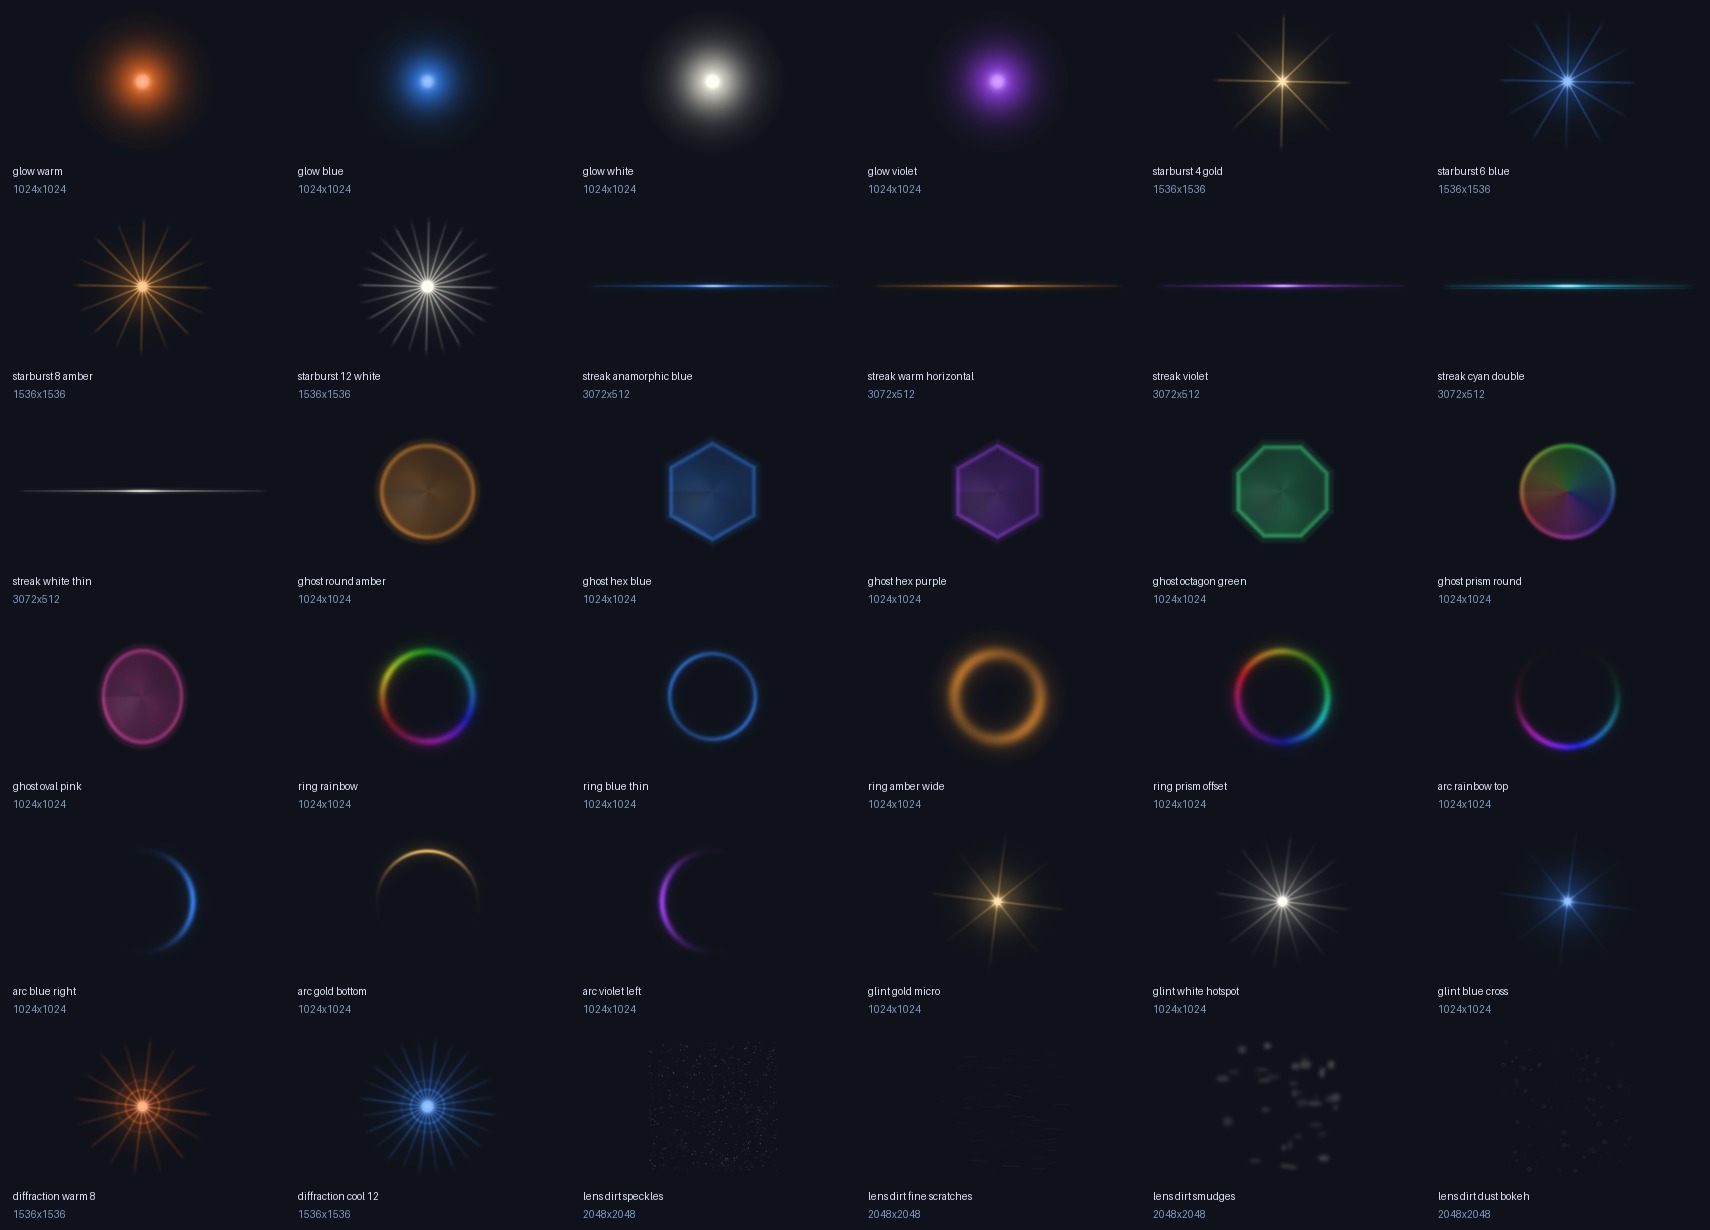 glow warm
1024x1024
glow blue
1024x1024
glow white
1024x1024
glow violet
1024x1024
starburst 4 gold
1536x1536
starburst 6 blue
1536x1536
starburst 8 amber
1536x1536
starburst 12 white
1536x1536
streak anamorphic blue
3072x512
streak warm horizontal
3072x512
streak violet
3072x512
streak cyan double
3072x512
streak white thin
3072x512
ghost round amber
1024x1024
ghost hex blue
1024x1024
ghost hex purple
1024x1024
ghost octagon green
1024x1024
ghost prism round
1024x1024
ghost oval pink
1024x1024
ring rainbow
1024x1024
ring blue thin
1024x1024
ring amber wide
1024x1024
ring prism offset
1024x1024
arc rainbow top
1024x1024
arc blue right
1024x1024
arc gold bottom
1024x1024
arc violet left
1024x1024
glint gold micro
1024x1024
glint white hotspot
1024x1024
glint blue cross
1024x1024
diffraction warm 8
1536x1536
diffraction cool 12
1536x1536
lens dirt speckles
2048x2048
lens dirt fine scratches
2048x2048
lens dirt smudges
2048x2048
lens dirt dust bokeh
2048x2048